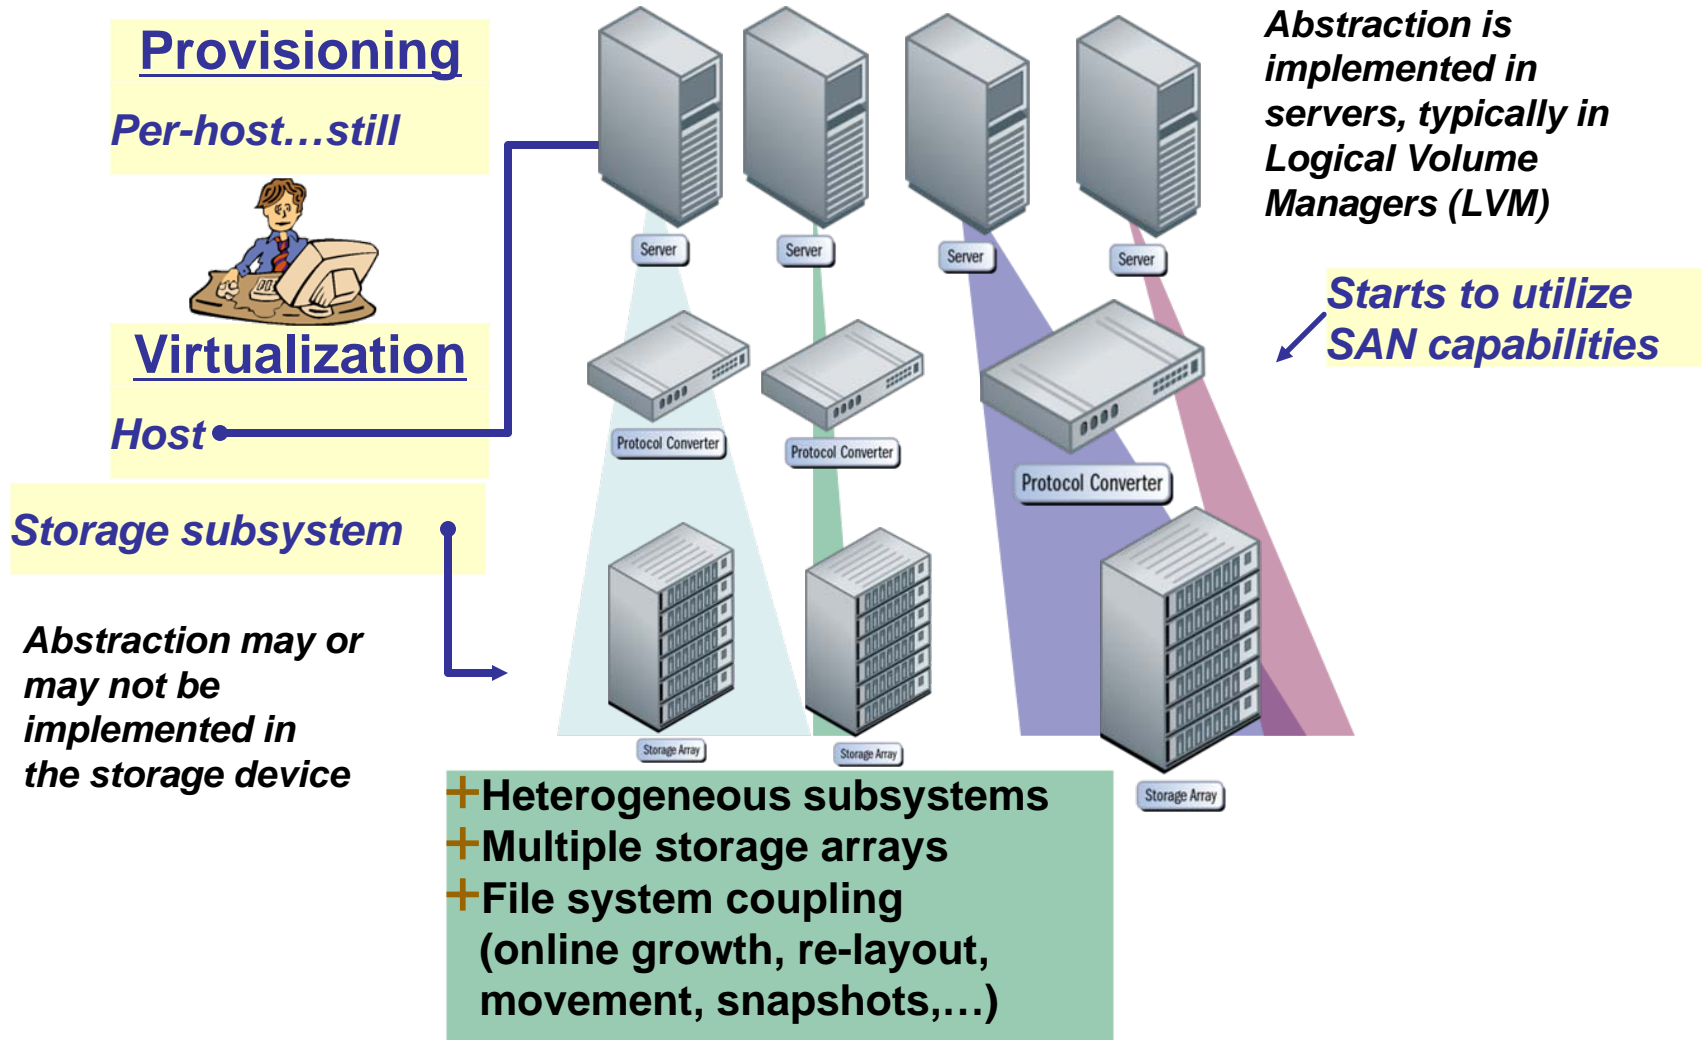 Provisioning
Per-host…still
Virtualization
Host
Storage subsystem
Abstraction may or
may not be
implemented in
the storage device
Server
Server
Server
Server
Protocol Converter
Protocol Converter
Protocol Converter
Storage Array
Storage Array
Storage Array
Abstraction is
implemented in
servers, typically in
Logical Volume
Managers (LVM)
Starts to utilize
SAN capabilities
+Heterogeneous subsystems
+Multiple storage arrays
+File system coupling
(online growth, re-layout,
movement, snapshots,…)